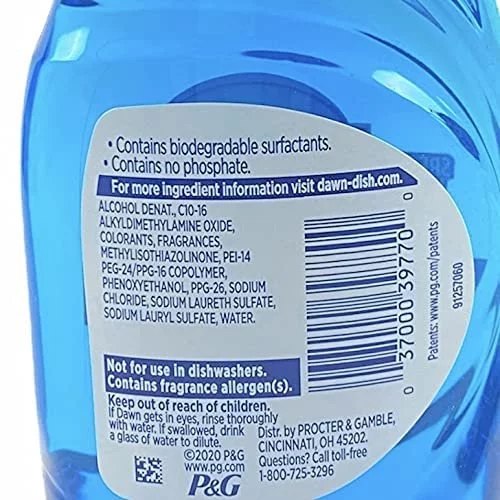 • Contains biodegradable surfactants.
• Contains no phosphate.
For more ingredient information visit dawn-dish.com.
ALCOHOL DENAT., C10-16
ALKYLDIMETHYLAMINE OXIDE,
COLORANTS, FRAGRANCES,
METHYLISOTHIAZOLINONE, PEI-14
PEG-24/PPG-16 COPOLYMER,
PHENOXYETHANOL, PPG-26, SODIUM
CHLORIDE, SODIUM LAURETH SULFATE,
SODIUM LAURYL SULFATE, WATER.
Not for use in dishwashers.
Contains fragrance allergen(s).
Keep out of reach of children.
If Dawn gets in eyes, rinse thoroughly
with water. If swallowed, drink
a glass of water to dilute.
©2020 P&G
www.pg.com
P&G
0 37000 39770 0
Patents: www.pg.com/patents
91257060
Distr. by PROCTER & GAMBLE,
CINCINNATI, OH 45202.
Questions? Call toll-free
1-800-725-3296